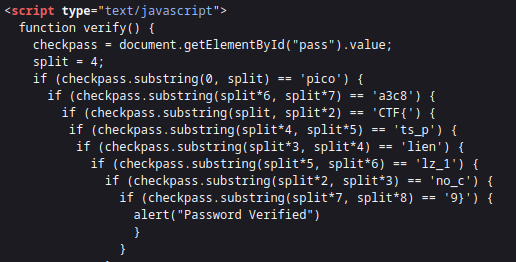 <script type="text/javascript">
function verify() {
checkpass = document.getElementById("pass").value;
split = 4;
if (checkpass.substring(0, split) == 'pico') {
if (checkpass.substring(split*6, split*7) == 'a3c8') {
if (checkpass.substring(split, split*2) == 'CTF{') {
if (checkpass.substring(split*4, split*5) == 'ts_p') {
if (checkpass.substring(split*3, split*4) == 'lien') {
if (checkpass.substring(split*5, split*6) == 'lz_1') {
if (checkpass.substring(split*2, split*3) == 'no_c') {
if (checkpass.substring(split*7, split*8) == '9}') {
alert("Password Verified")
}
}